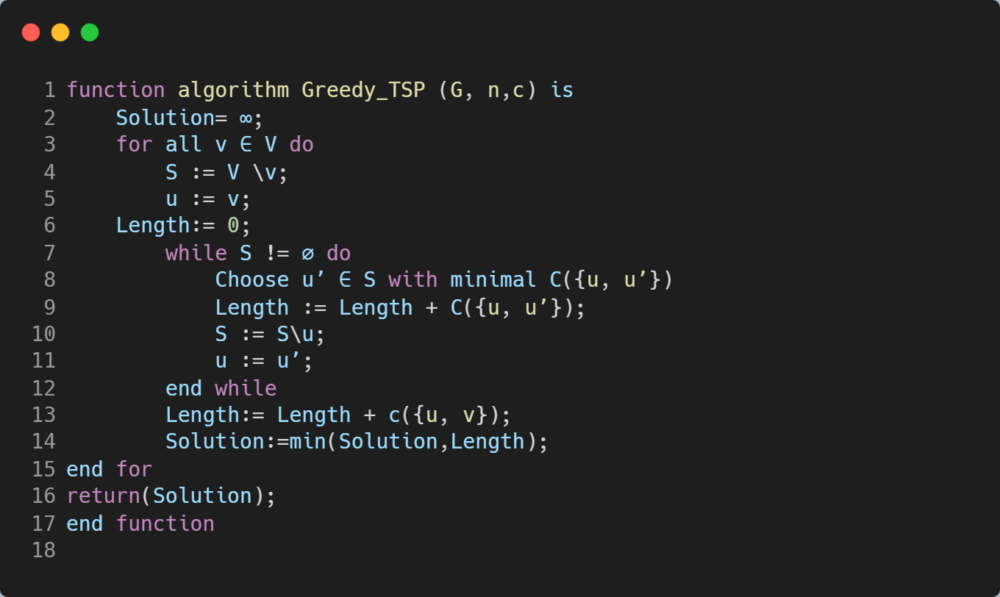 1 function algorithm Greedy_TSP (G, n,c) is
2     Solution= ∞;
3     for all v ∈ V do
4         S := V \v;
5         u := v;
6     Length:= 0;
7         while S != ∅ do
8             Choose u’ ∈ S with minimal C({u, u’})
9             Length := Length + C({u, u’});
10             S := S\u;
11             u := u’;
12         end while
13         Length:= Length + c({u, v});
14         Solution:=min(Solution,Length);
15 end for
16 return(Solution);
17 end function
18